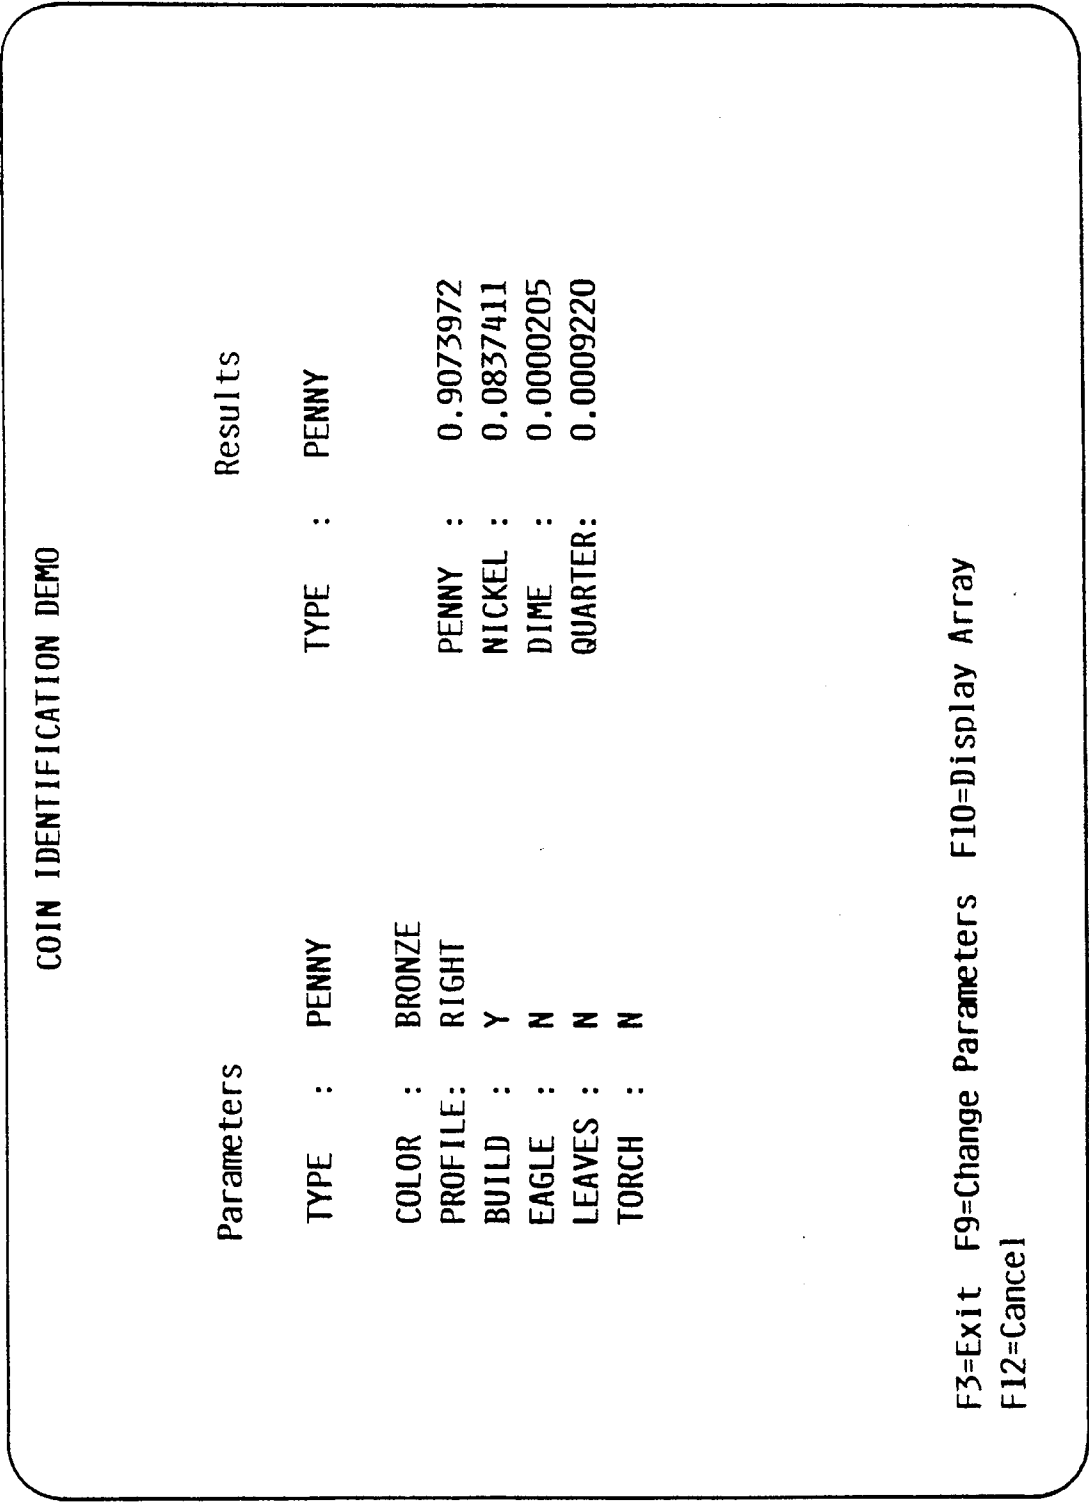 COIN IDENTIFICATION DEMO
Parameters Results
TYPE : PENNY TYPE : PENNY
COLOR : BRONZE
PROFILE: RIGHT PENNY : 0.9073972
BUILD : Y NICKEL : 0.0837411
EAGLE : N DIME : 0.0000205
LEAVES : N QUARTER: 0.0009220
TORCH : N
F3=Exit F9=Change Parameters F10=Display Array
F12=Cancel